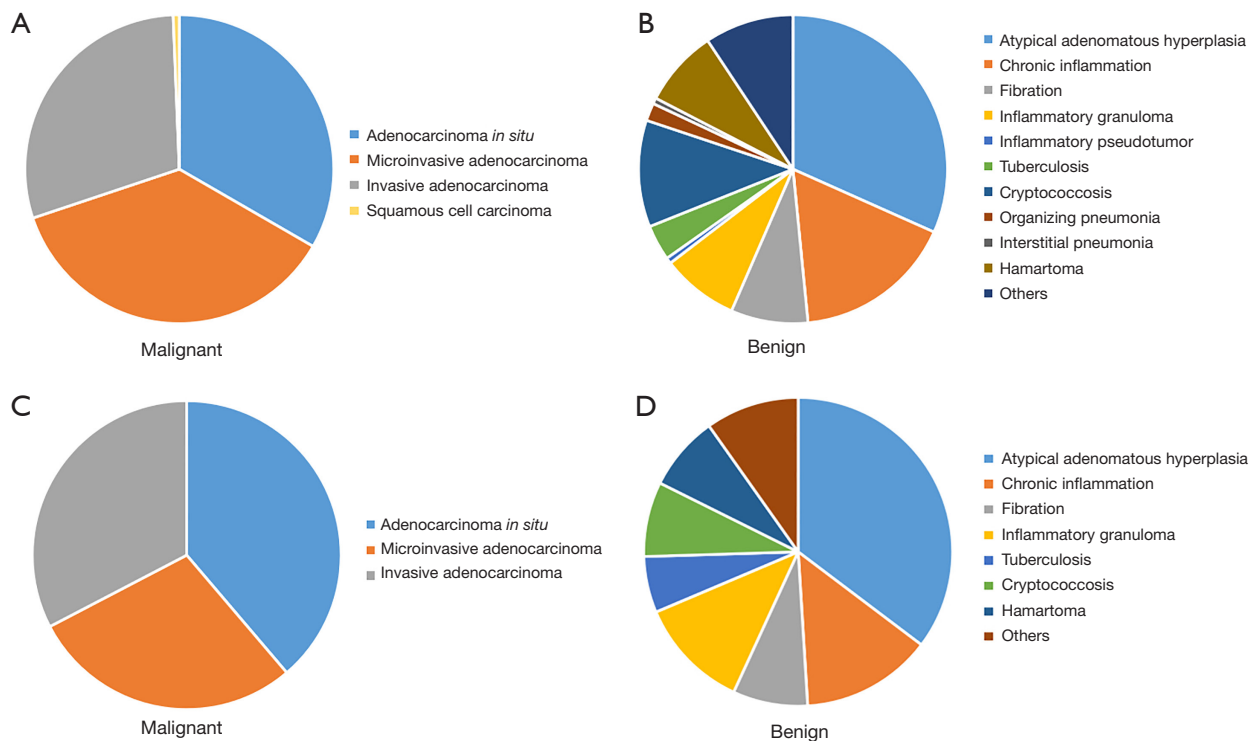 A
Adenocarcinoma in situ
Microinvasive adenocarcinoma
Invasive adenocarcinoma
Squamous cell carcinoma
Malignant
B
Atypical adenomatous hyperplasia
Chronic inflammation
Fibration
Inflammatory granuloma
Inflammatory pseudotumor
Tuberculosis
Cryptococcosis
Organizing pneumonia
Interstitial pneumonia
Hamartoma
Others
Benign
C
Adenocarcinoma in situ
Microinvasive adenocarcinoma
Invasive adenocarcinoma
Malignant
D
Atypical adenomatous hyperplasia
Chronic inflammation
Fibration
Inflammatory granuloma
Tuberculosis
Cryptococcosis
Hamartoma
Others
Benign